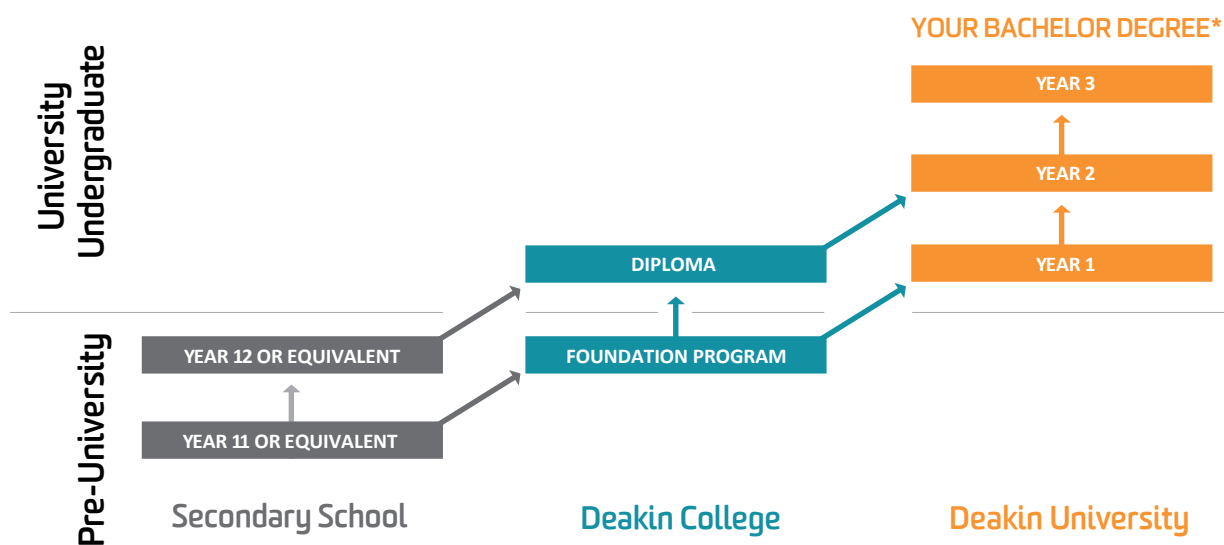 YOUR BACHELOR DEGREE*
University
Undergraduate
YEAR 3
YEAR 2
DIPLOMA
YEAR 1
Pre-University
YEAR 12 OR EQUIVALENT
FOUNDATION PROGRAM
YEAR 11 OR EQUIVALENT
Secondary School
Deakin College
Deakin University